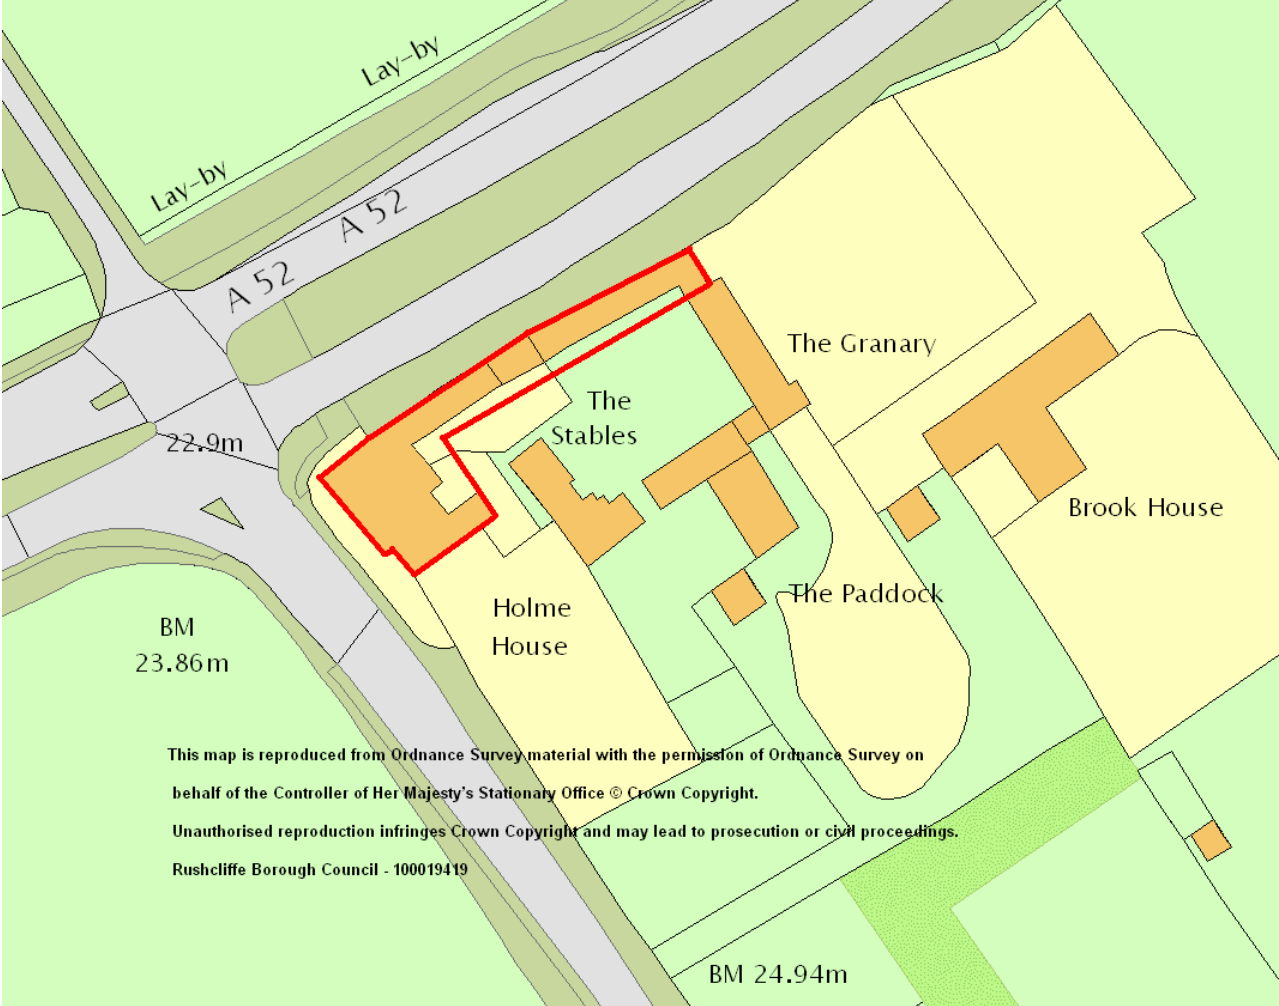 Lay-by
Lay-by
A 52
A 52
The Granary
The
Stables
22.9m
Brook House
The Paddock
Holme
House
BM
23.86m
This map is reproduced from Ordnance Survey material with the permission of Ordnance Survey on
behalf of the Controller of Her Majesty's Stationary Office © Crown Copyright.
Unauthorised reproduction infringes Crown Copyright and may lead to prosecution or civil proceedings.
Rushcliffe Borough Council - 100019419
BM 24.94m